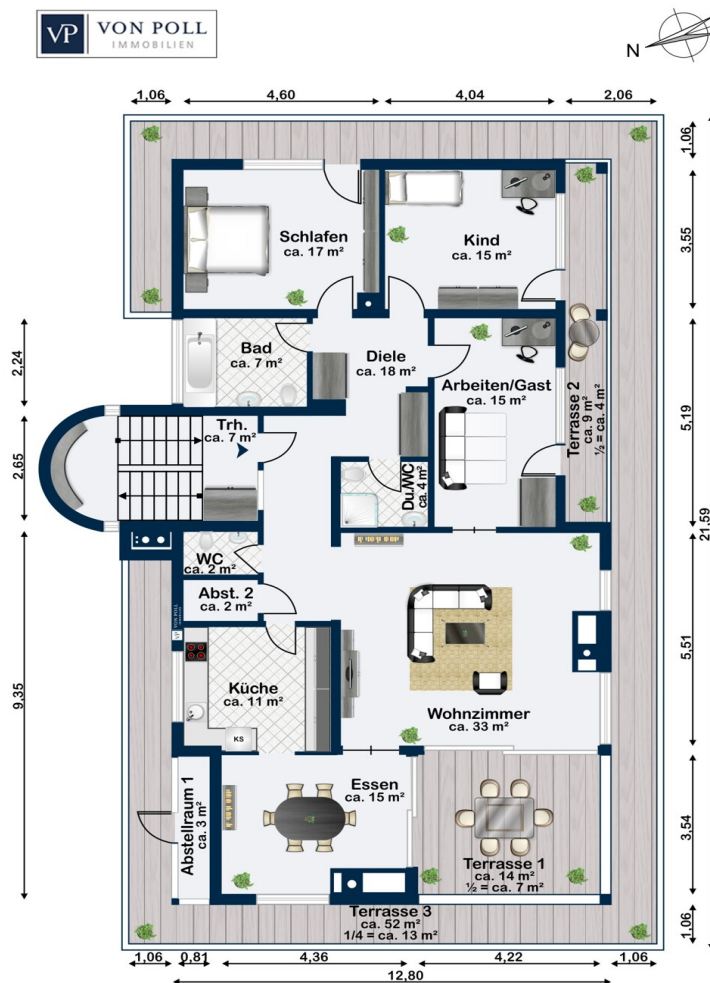 VP VON POLL
IMMOBILIEN
N
1,06 4,60 4,04 2,06
1,06
3,55
5,19
21.59
5,51
3,54
1,06
2,24
2,65
9,35
Schlafen
ca. 17 m²
Kind
ca. 15 m²
Bad
ca. 7 m²
Diele
ca. 18 m²
Arbeiten/Gast
ca. 15 m²
Terrasse 2
ca. 9 m²
½ = ca. 4 m²
Trh.
ca. 7 m²
Du./WC
ca. 4 m²
WC
ca. 2 m²
Abst. 2
ca. 2 m²
VP VON POLL
Küche
ca. 11 m²
KS
Wohnzimmer
ca. 33 m²
Abstellraum 1
ca. 3 m²
Essen
ca. 15 m²
Terrasse 1
ca. 14 m²
½ = ca. 7 m²
Terrasse 3
ca. 52 m²
1/4 = ca. 13 m²
1,06 0,81 4,36 4,22 1,06
12,80